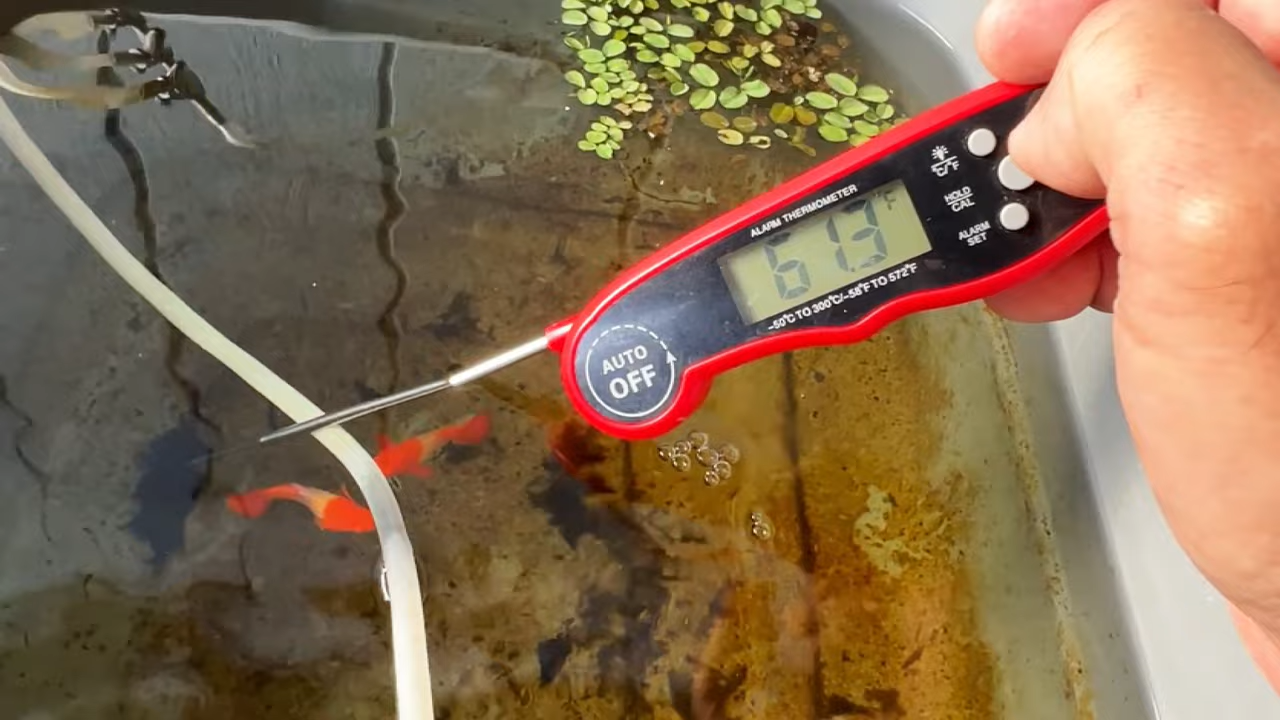 ALARM THERMOMETER
61.3°F
-50°C TO 300°C/-58°F TO 572°F
°C/°F
HOLD
CAL
ALARM
SET
AUTO
OFF